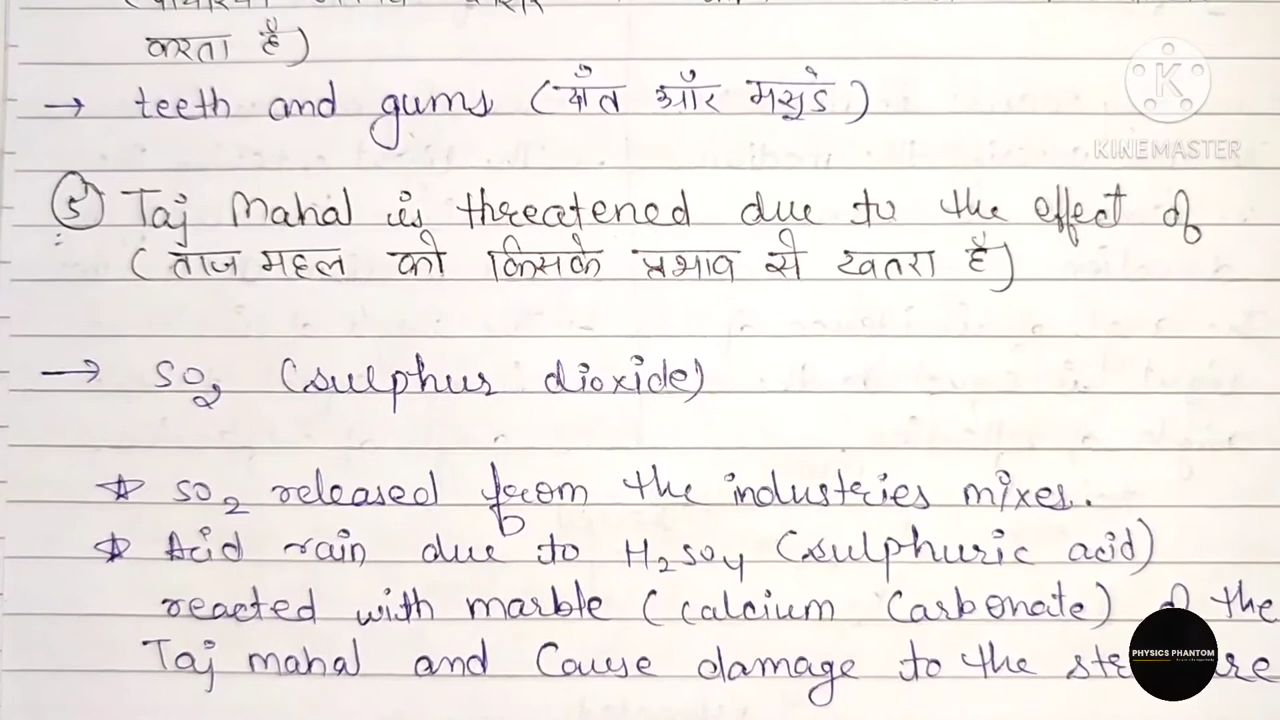 करता है)
→ teeth and gums (दाँत और मसूडे)
KINEMASTER
⑤ Taj Mahal is threatened due to the effect of
(ताज महल को किसके प्रभाव से खतरा है)
→ SO₂ (sulphur dioxide)
☆ SO₂ released from the industries mixes.
☆ Acid rain due to H₂SO₄ (sulphuric acid)
reacted with marble (calcium Carbonate) of the
Taj mahal and Cause damage to the
PHYSICS PHANTOM